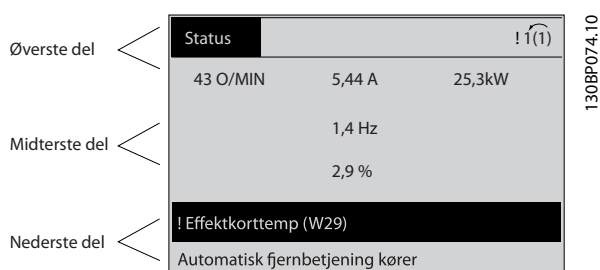 Øverste del
Status
! 1(1)
43 O/MIN 5,44 A 25,3kW
Midterste del
1,4 Hz
2,9 %
! Effektkorttemp (W29)
Nederste del
Automatisk fjernbetjening kører
130BP074.10